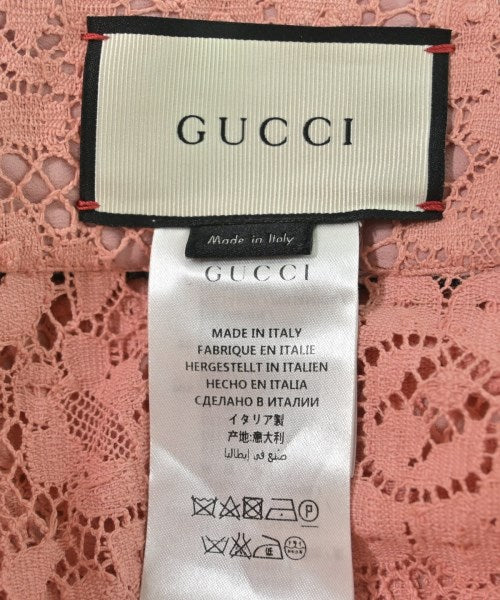 GUCCI
Made in Italy
GUCCI
MADE IN ITALY
FABRIQUE EN ITALIE
HERGESTELLT IN ITALIEN
HECHO EN ITALIA
СДЕЛАНО В ИТАЛИИ
イタリア製
产地:意大利
صنع في إيطاليا
P
低